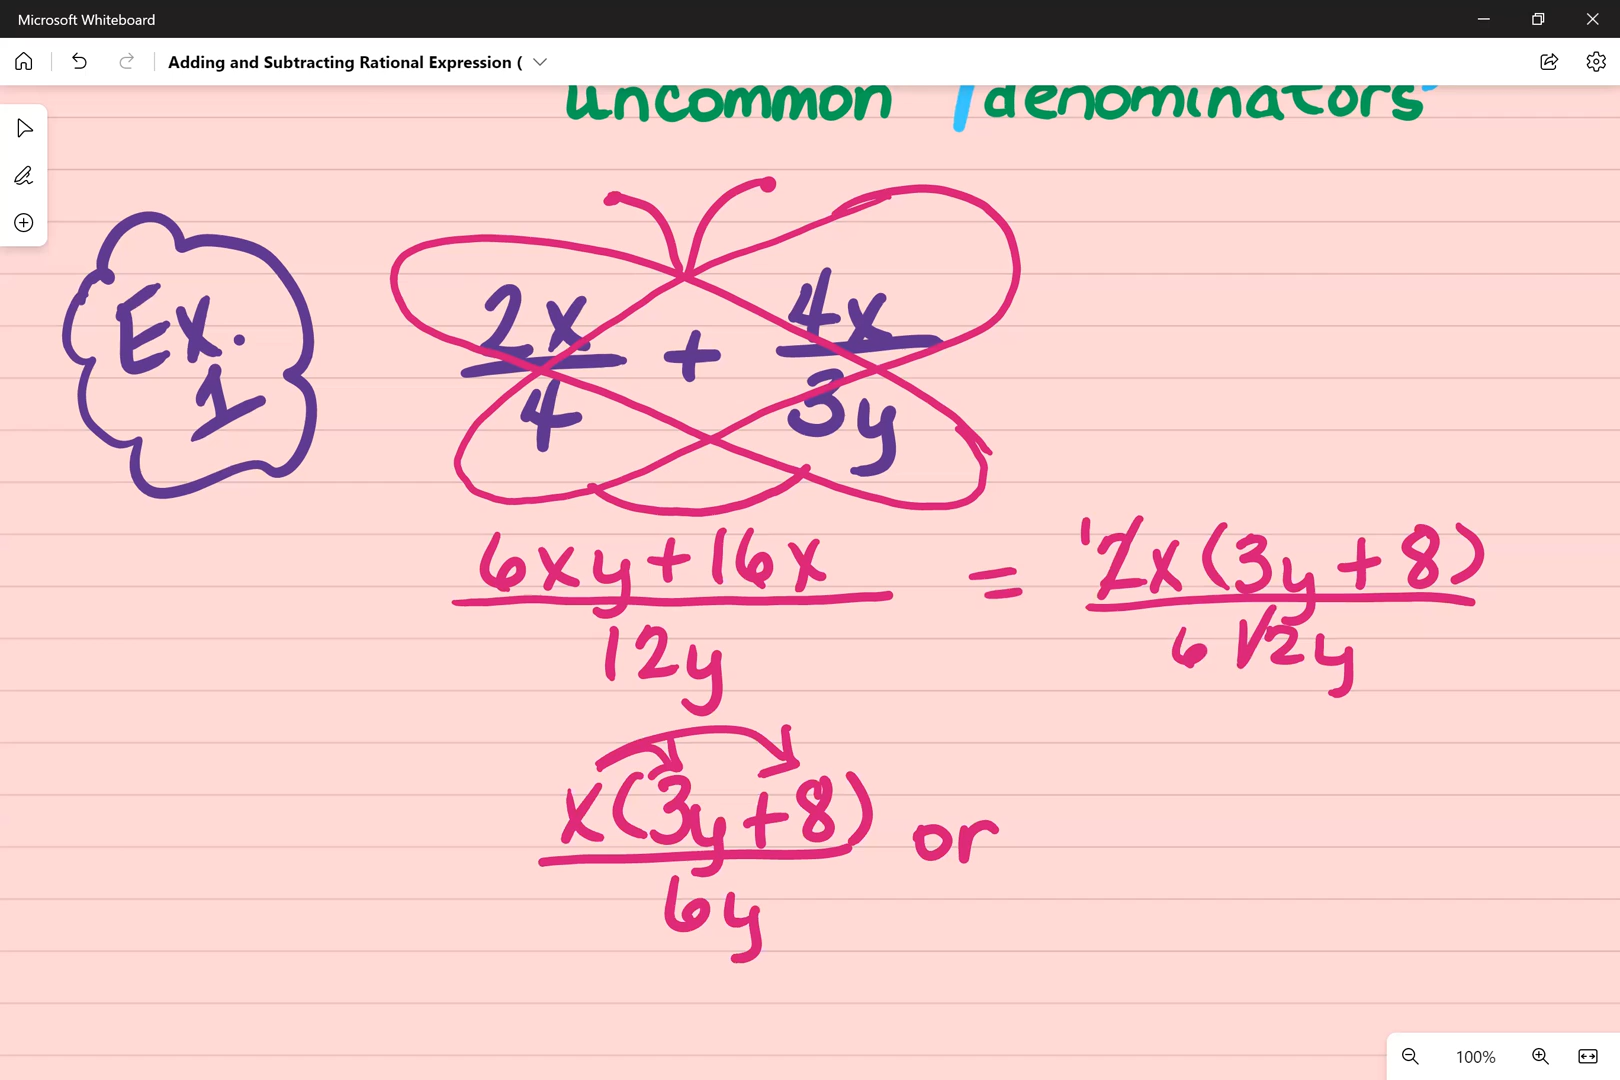 Microsoft Whiteboard
Adding and Subtracting Rational Expression (
uncommon denominators
Ex. 1
2x/4 + 4x/3y
6xy+16x/12y = 1 2x(3y+8)/6 12y
x(3y+8)/6y or
100%